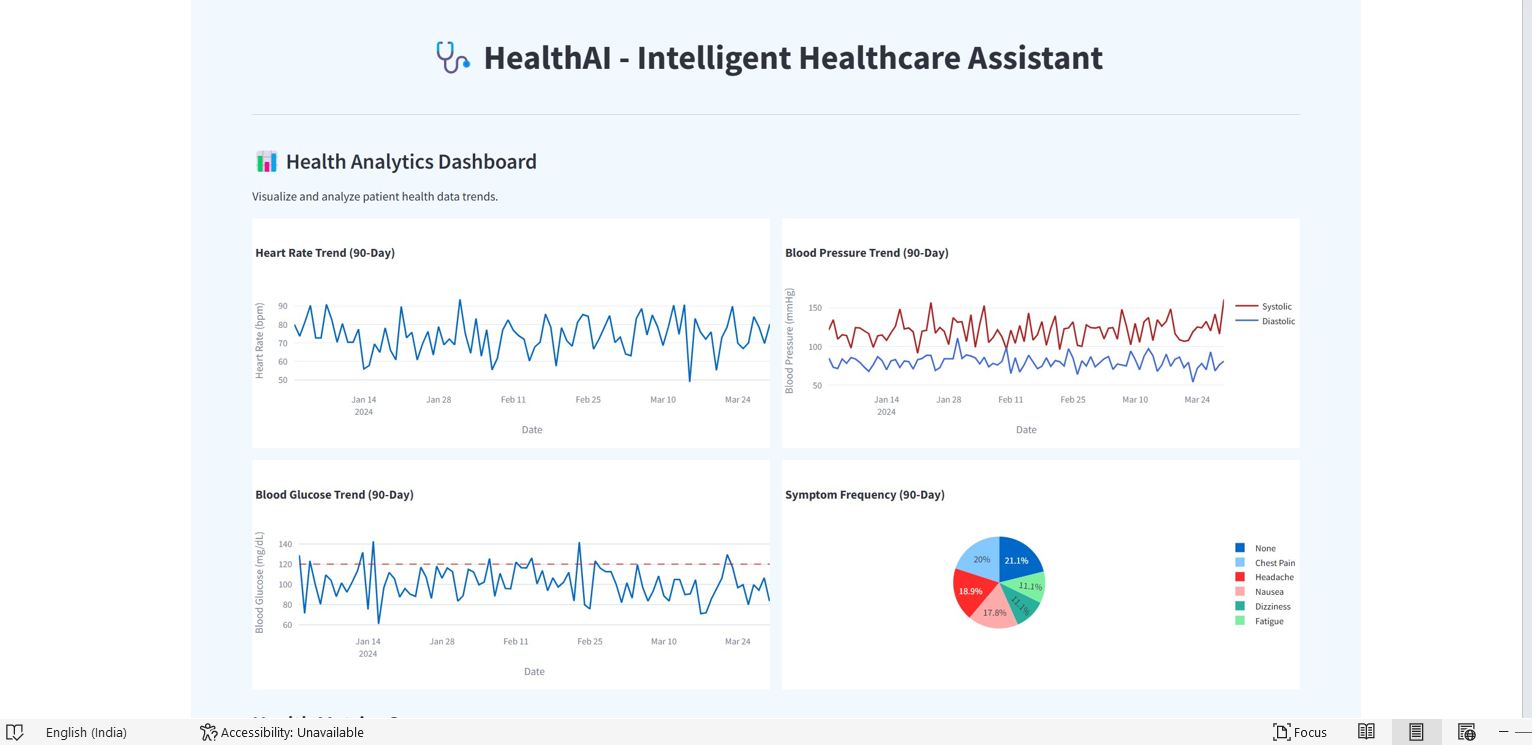 HealthAI - Intelligent Healthcare Assistant
Health Analytics Dashboard
Visualize and analyze patient health data trends.
Heart Rate Trend (90-Day)
Heart Rate (bpm)
90
80
70
60
50
Jan 14
2024
Jan 28
Feb 11
Feb 25
Mar 10
Mar 24
Date
Blood Pressure Trend (90-Day)
Blood Pressure (mmHg)
150
100
50
Jan 14
2024
Jan 28
Feb 11
Feb 25
Mar 10
Mar 24
Date
Systolic
Diastolic
Blood Glucose Trend (90-Day)
Blood Glucose (mg/dL)
140
120
100
80
60
Jan 14
2024
Jan 28
Feb 11
Feb 25
Mar 10
Mar 24
Date
Symptom Frequency (90-Day)
20%
21.1%
11.1%
11.1%
17.8%
18.9%
None
Chest Pain
Headache
Nausea
Dizziness
Fatigue
English (India)
Accessibility: Unavailable
Focus